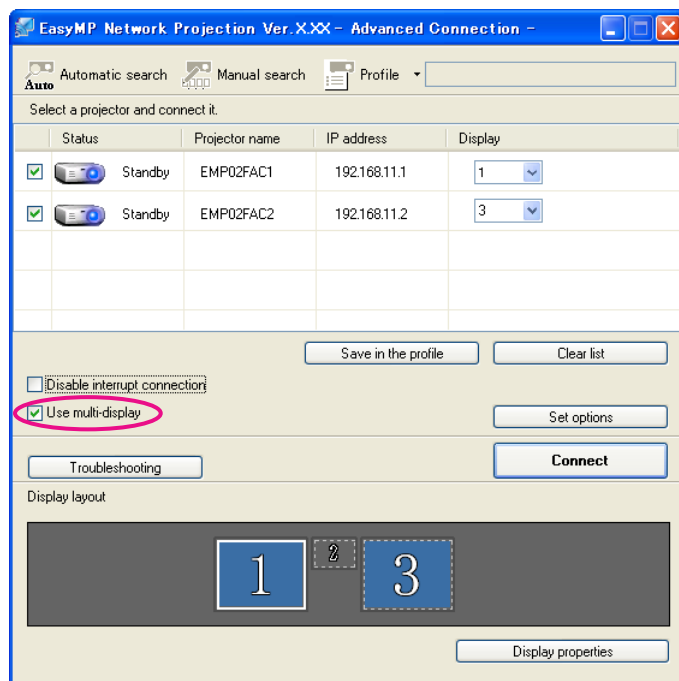 EasyMP Network Projection Ver.X.XX – Advanced Connection –
Auto Automatic search Manual search Profile
Select a projector and connect it.
Status Projector name IP address Display
Standby EMP02FAC1 192.168.11.1 1
Standby EMP02FAC2 192.168.11.2 3
Save in the profile Clear list
Disable interrupt connection
Use multi-display Set options
Troubleshooting Connect
Display layout
1 2 3
Display properties